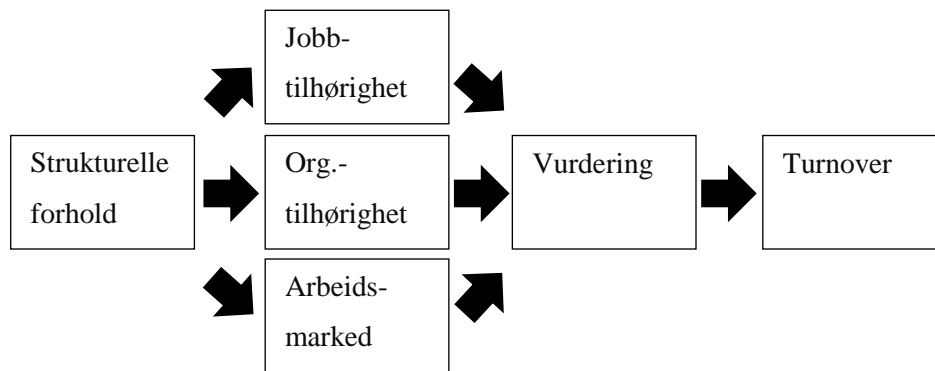 Jobb-
tilhørighet
Strukturelle
forhold
Org.-
tilhørighet
Vurdering
Turnover
Arbeids-
marked